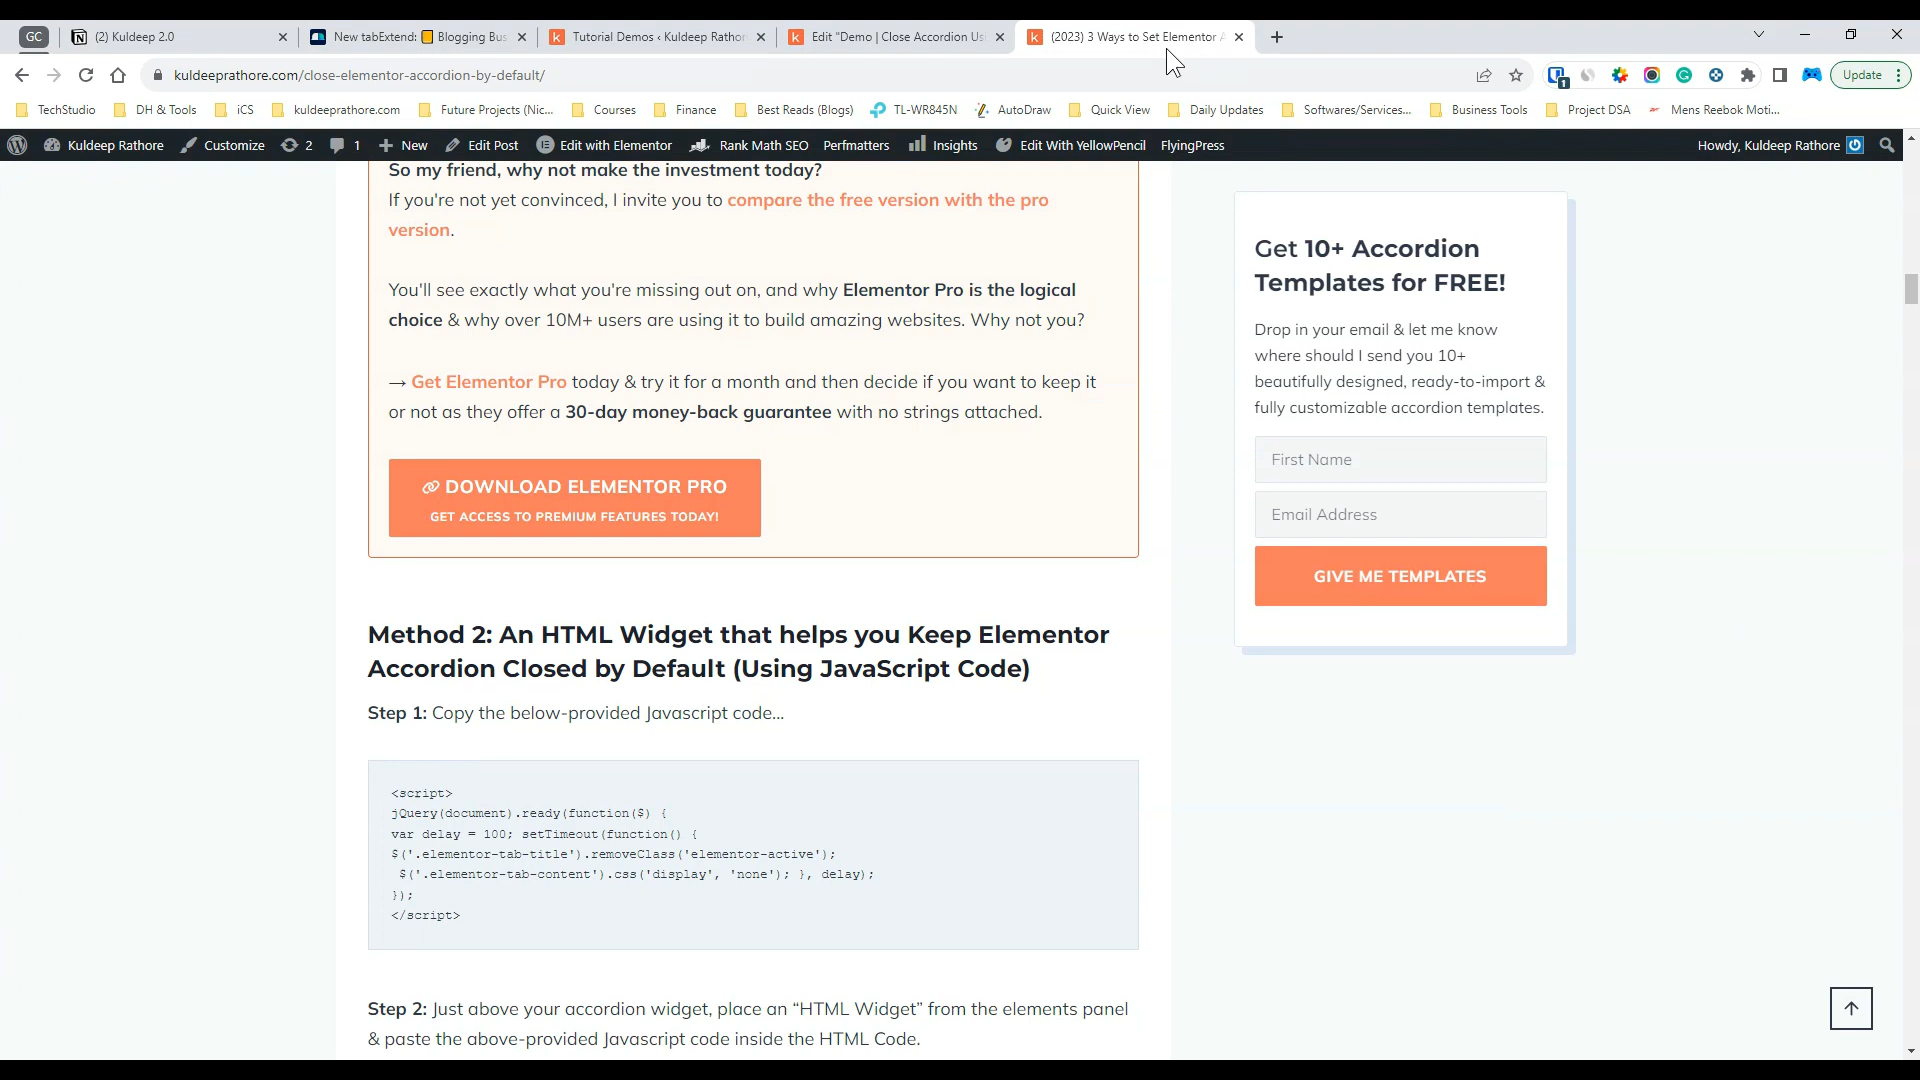 GC
(2) Kuldeep 2.0
New tabExtend: Blogging Bus
Tutorial Demos ‹ Kuldeep Rathor
Edit "Demo | Close Accordion Us
(2023) 3 Ways to Set Elementor A
kuldeeprathore.com/close-elementor-accordion-by-default/
1
Update
TechStudio
DH & Tools
iCS
kuldeeprathore.com
Future Projects (Nic...
Courses
Finance
Best Reads (Blogs)
TL-WR845N
AutoDraw
Quick View
Daily Updates
Softwares/Services...
Business Tools
Project DSA
Mens Reebok Moti...
Kuldeep Rathore
Customize
2
1
New
Edit Post
Edit with Elementor
Rank Math SEO
Perfmatters
Insights
Edit With YellowPencil
FlyingPress
Howdy, Kuldeep Rathore
So my friend, why not make the investment today?
If you're not yet convinced, I invite you to compare the free version with the pro
version.
You'll see exactly what you're missing out on, and why Elementor Pro is the logical
choice & why over 10M+ users are using it to build amazing websites. Why not you?
→ Get Elementor Pro today & try it for a month and then decide if you want to keep it
or not as they offer a 30-day money-back guarantee with no strings attached.
DOWNLOAD ELEMENTOR PRO
GET ACCESS TO PREMIUM FEATURES TODAY!
Method 2: An HTML Widget that helps you Keep Elementor
Accordion Closed by Default (Using JavaScript Code)
Step 1: Copy the below-provided Javascript code...
<script>
jQuery(document).ready(function($) {
var delay = 100; setTimeout(function() {
$('.elementor-tab-title').removeClass('elementor-active');
$('.elementor-tab-content').css('display', 'none'); }, delay);
});
</script>
Step 2: Just above your accordion widget, place an “HTML Widget” from the elements panel
& paste the above-provided Javascript code inside the HTML Code.
Get 10+ Accordion
Templates for FREE!
Drop in your email & let me know
where should I send you 10+
beautifully designed, ready-to-import &
fully customizable accordion templates.
First Name
Email Address
GIVE ME TEMPLATES